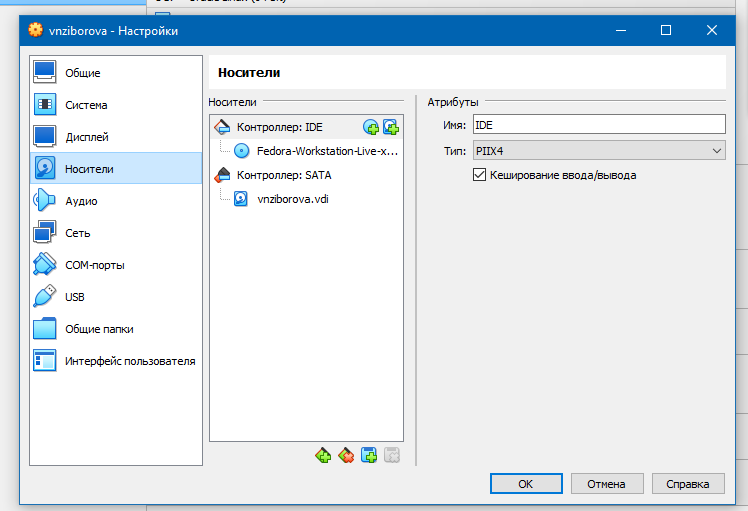 vnziborova - Настройки
Общие
Система
Дисплей
Носители
Аудио
Сеть
COM-порты
USB
Общие папки
Интерфейс пользователя
Носители
Носители
Контроллер: IDE
Fedora-Workstation-Live-x...
Контроллер: SATA
vnziborova.vdi
Атрибуты
Имя: IDE
Тип: PIIX4
Кеширование ввода/вывода
OK
Отмена
Справка